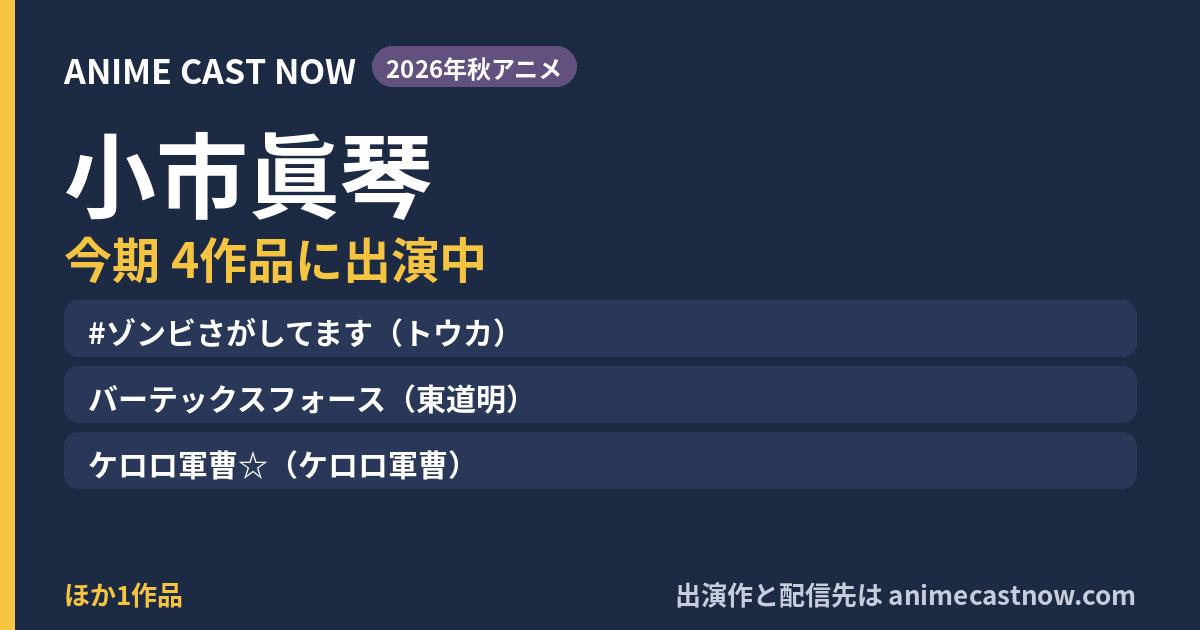 ANIME CAST NOW 2026年秋アニメ
小市眞琴
今期 4作品に出演中
#ゾンビさがしてます（トウカ）
バーテックスフォース（東道明）
ケロロ軍曹☆（ケロロ軍曹）
ほか1作品
出演作と配信先は animecastnow.com